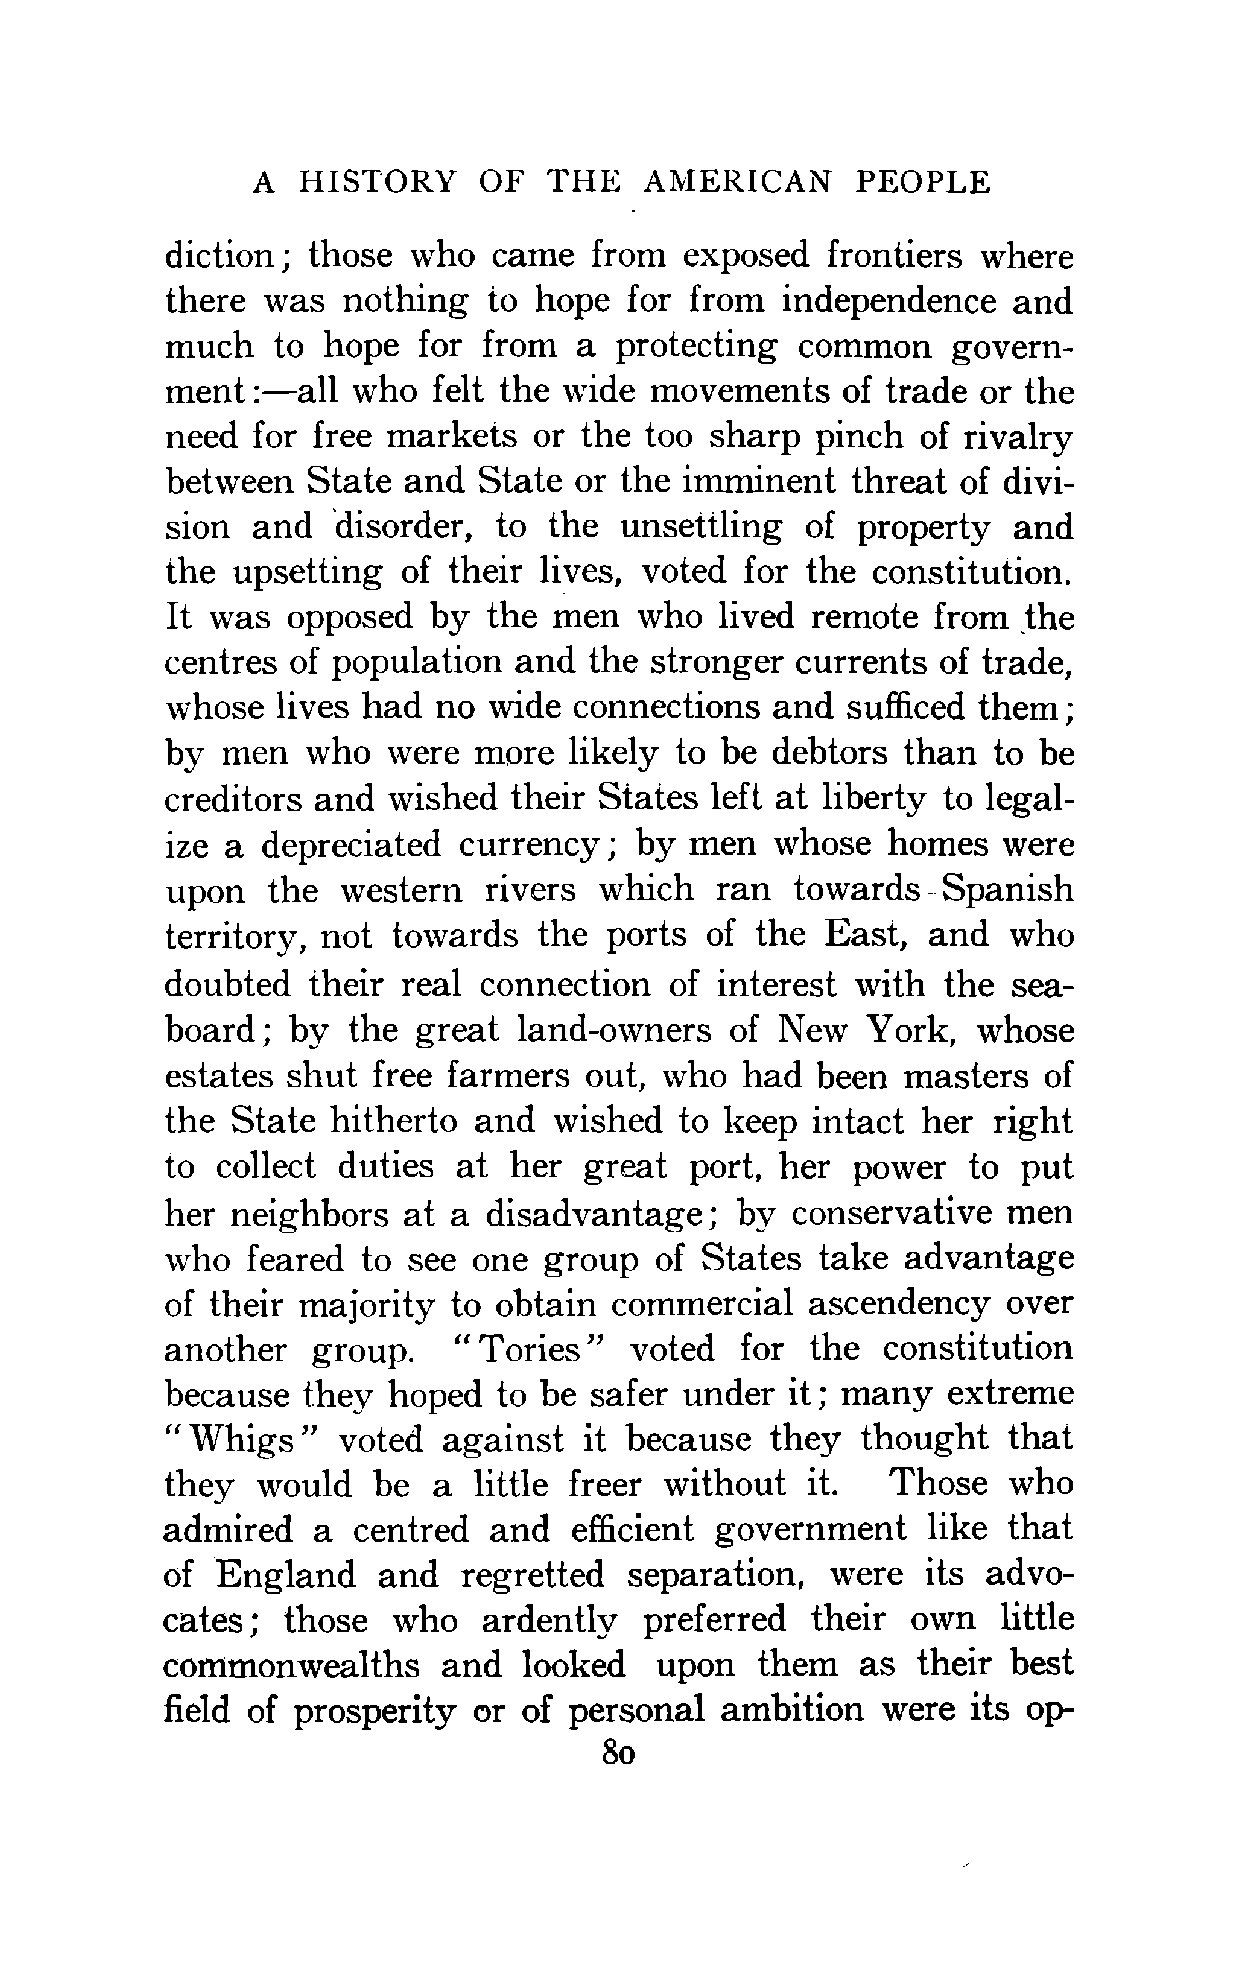 A HISTORY OF THE AMERICAN PEOPLE
diction; those who came from exposed frontiers where
there was nothing to hope for from independence and
much to hope for from a protecting common govern-
ment:—all who felt the wide movements of trade or the
need for free markets or the too sharp pinch of rivalry
between State and State or the imminent threat of divi-
sion and disorder, to the unsettling of property and
the upsetting of their lives, voted for the constitution.
It was opposed by the men who lived remote from the
centres of population and the stronger currents of trade,
whose lives had no wide connections and sufficed them;
by men who were more likely to be debtors than to be
creditors and wished their States left at liberty to legal-
ize a depreciated currency; by men whose homes were
upon the western rivers which ran towards Spanish
territory, not towards the ports of the East, and who
doubted their real connection of interest with the sea-
board; by the great land-owners of New York, whose
estates shut free farmers out, who had been masters of
the State hitherto and wished to keep intact her right
to collect duties at her great port, her power to put
her neighbors at a disadvantage; by conservative men
who feared to see one group of States take advantage
of their majority to obtain commercial ascendency over
another group. "Tories" voted for the constitution
because they hoped to be safer under it; many extreme
"Whigs" voted against it because they thought that
they would be a little freer without it. Those who
admired a centred and efficient government like that
of England and regretted separation, were its advo-
cates; those who ardently preferred their own little
commonwealths and looked upon them as their best
field of prosperity or of personal ambition were its op-
80